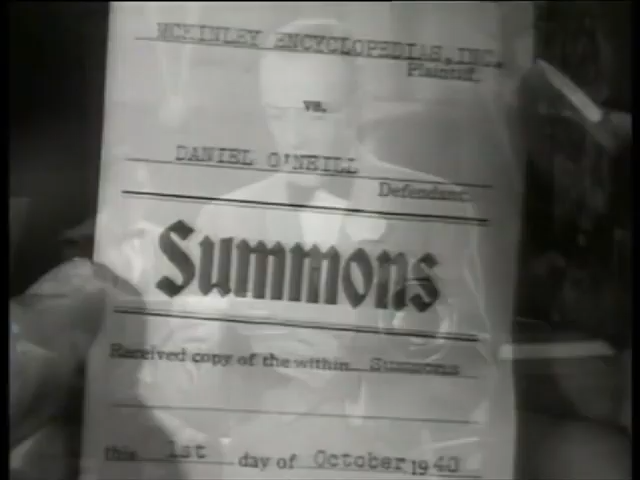 MCKINLEY ENCYCLOPEDIAS, INC.
Plaintiff
vs.
DANIEL O'NEILL
Defendant
Summons
Received copy of the within Summons
this 1st day of October 1940